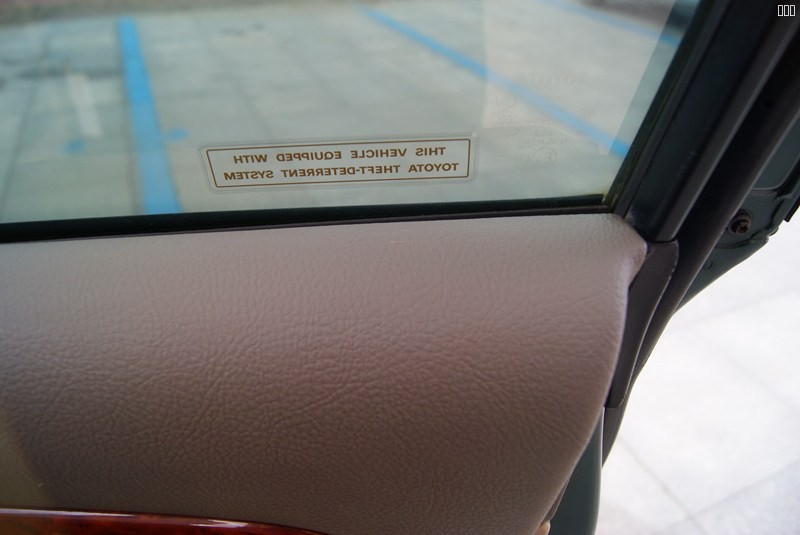 THIS VEHICLE EQUIPPED WITH
TOYOTA THEFT-DETERRENT SYSTEM